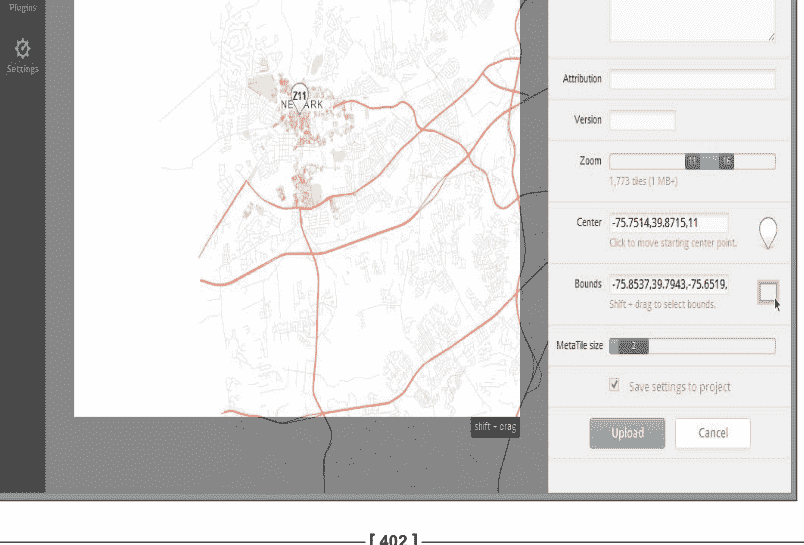 Plugins
Settings
Z11
NEWARK
shift + drag
Attribution
Version
Zoom
11
16
1,773 tiles (1 MB+)
Center
-75.7514,39.8715,11
Click to move starting center point.
Bounds
-75.8537,39.7943,-75.6519,
Shift + drag to select bounds.
MetaTile size
2
Save settings to project
Upload
Cancel
[ 402 ]